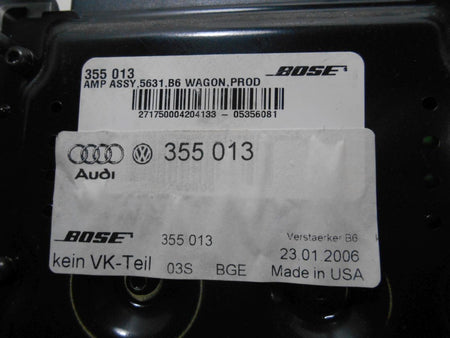 355 013 BOSE
AMP ASSY,5631,B6 WAGON,PROD
271750004204133 --05356081
Audi 355 013
BOSE 355 013 Verstaerker B6
23 01 2006
kein VK-Teil 03S BGE Made in USA